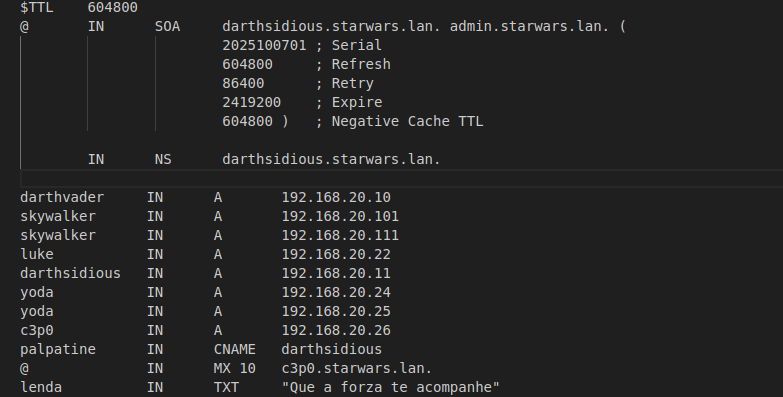 $TTL    604800
@       IN      SOA     darthsidious.starwars.lan. admin.starwars.lan. (
                        2025100701 ; Serial
                        604800     ; Refresh
                        86400      ; Retry
                        2419200    ; Expire
                        604800 )   ; Negative Cache TTL
        IN      NS      darthsidious.starwars.lan.
darthvader     IN      A       192.168.20.10
skywalker      IN      A       192.168.20.101
skywalker      IN      A       192.168.20.111
luke           IN      A       192.168.20.22
darthsidious   IN      A       192.168.20.11
yoda           IN      A       192.168.20.24
yoda           IN      A       192.168.20.25
c3p0           IN      A       192.168.20.26
palpatine      IN      CNAME   darthsidious
@              IN      MX 10   c3p0.starwars.lan.
lenda          IN      TXT     "Que a forza te acompanhe"